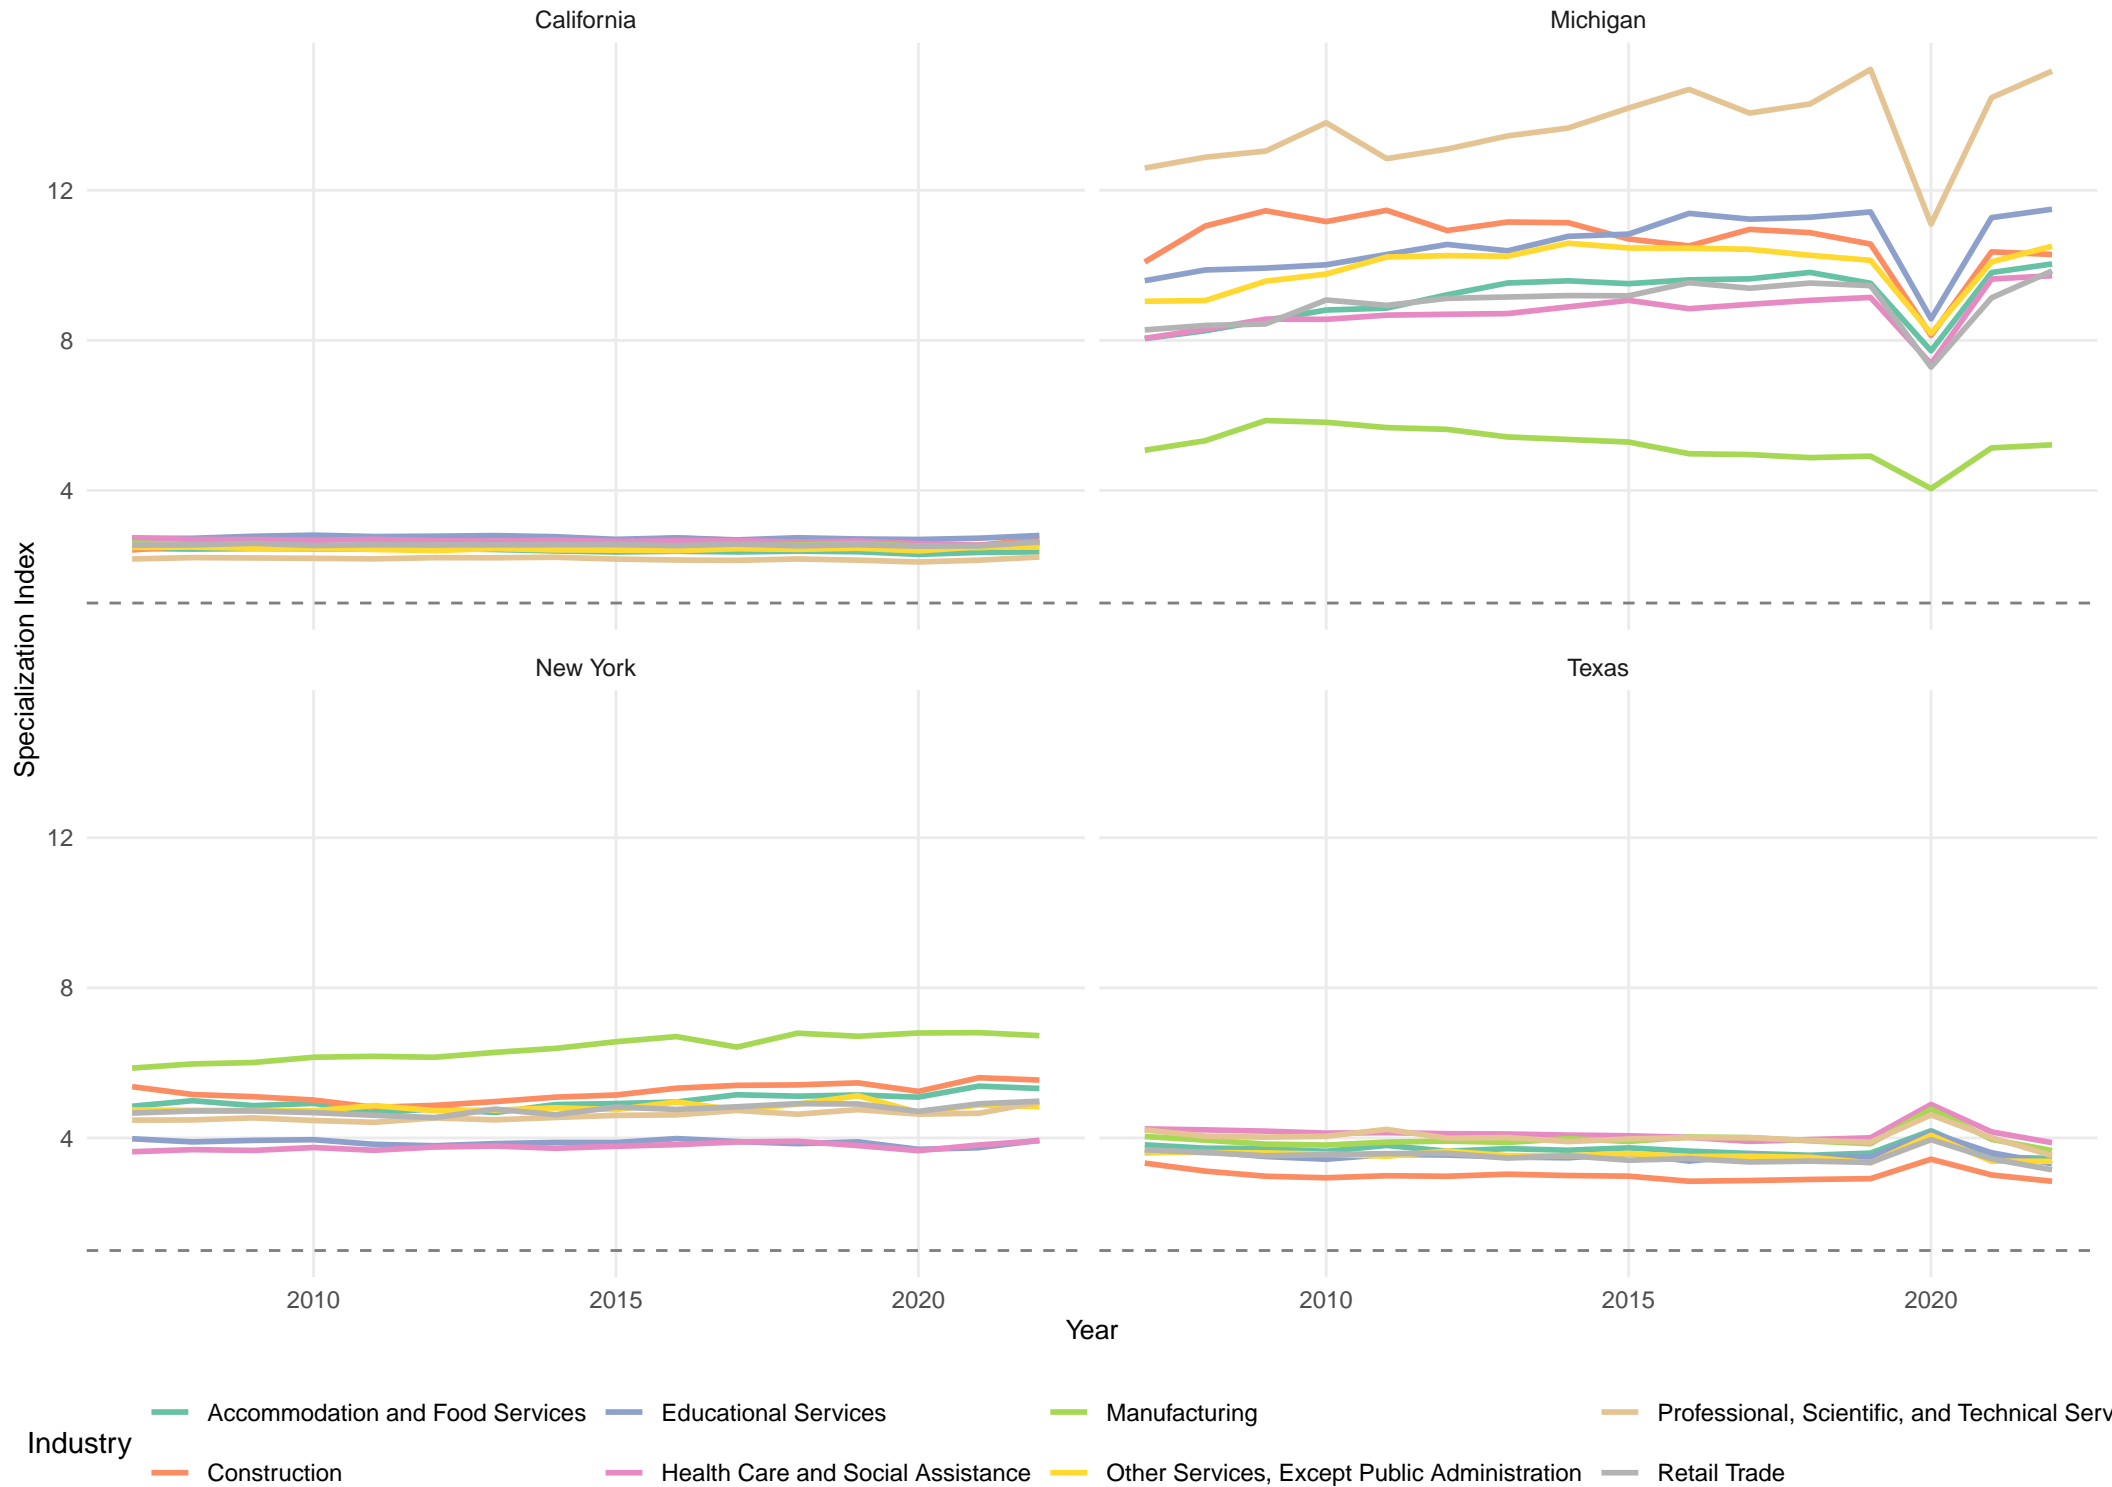 California
Michigan
12
8
4
New York
Texas
12
8
4
2010
2015
2020
2010
2015
2020
Year
Specialization Index
Industry
Accommodation and Food Services
Educational Services
Manufacturing
Professional, Scientific, and Technical Serv
Construction
Health Care and Social Assistance
Other Services, Except Public Administration
Retail Trade